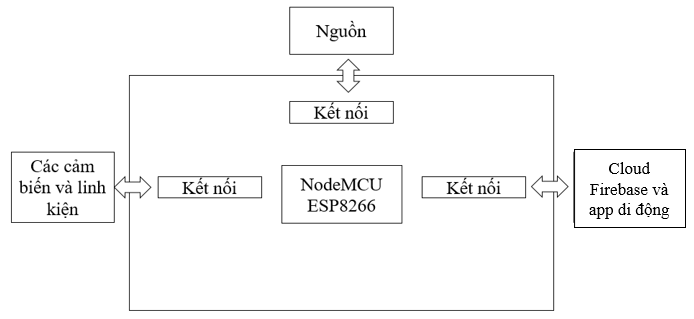 Nguồn
Kết nối
Các cảm
biến và linh
kiện
Kết nối
NodeMCU
ESP8266
Kết nối
Cloud
Firebase và
app di động